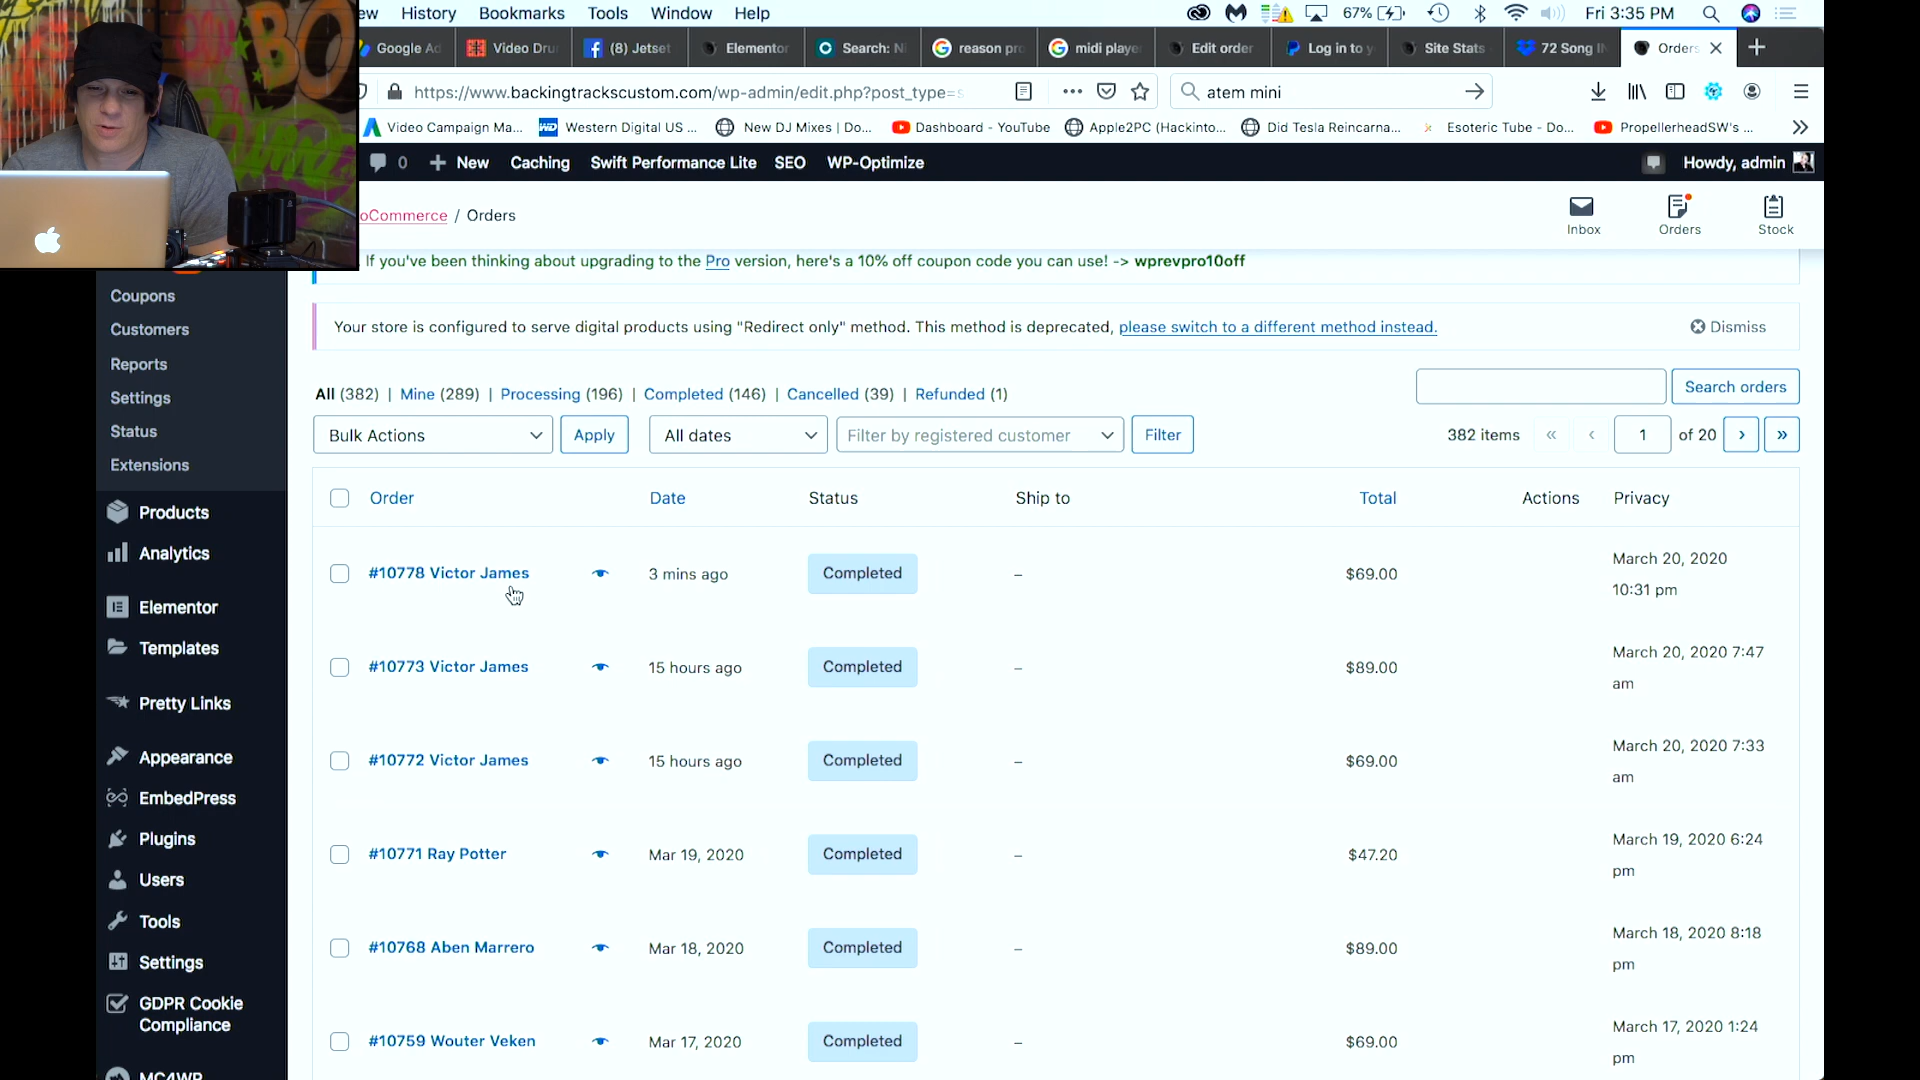 ew History Bookmarks Tools Window Help 67% Fri 3:35 PM
Google Ad Video Dru (8) Jetset Elementor Search: Ni reason pro midi playe Edit order Log in to y Site Stats 72 Song IN Orders
https://www.backingtrackscustom.com/wp-admin/edit.php?post_type=s atem mini
Video Campaign Ma... Western Digital US ... New DJ Mixes | Do... Dashboard - YouTube Apple2PC (Hackinto... Did Tesla Reincarna... Esoteric Tube - Do... PropellerheadSW's ...
0 + New Caching Swift Performance Lite SEO WP-Optimize Howdy, admin
oCommerce / Orders
Inbox Orders Stock
If you've been thinking about upgrading to the Pro version, here's a 10% off coupon code you can use! -> wprevpro10off
Your store is configured to serve digital products using "Redirect only" method. This method is deprecated, please switch to a different method instead. Dismiss
All (382) | Mine (289) | Processing (196) | Completed (146) | Cancelled (39) | Refunded (1)
Search orders
Bulk Actions Apply All dates Filter by registered customer Filter 382 items « ‹ 1 of 20 › »
Order Date Status Ship to Total Actions Privacy
#10778 Victor James 3 mins ago Completed – $69.00 March 20, 2020
10:31 pm
#10773 Victor James 15 hours ago Completed – $89.00 March 20, 2020 7:47
am
#10772 Victor James 15 hours ago Completed – $69.00 March 20, 2020 7:33
am
#10771 Ray Potter Mar 19, 2020 Completed – $47.20 March 19, 2020 6:24
pm
#10768 Aben Marrero Mar 18, 2020 Completed – $89.00 March 18, 2020 8:18
pm
#10759 Wouter Veken Mar 17, 2020 Completed – $69.00 March 17, 2020 1:24
pm
Coupons
Customers
Reports
Settings
Status
Extensions
Products
Analytics
Elementor
Templates
Pretty Links
Appearance
EmbedPress
Plugins
Users
Tools
Settings
GDPR Cookie
Compliance
MC4WP
BO